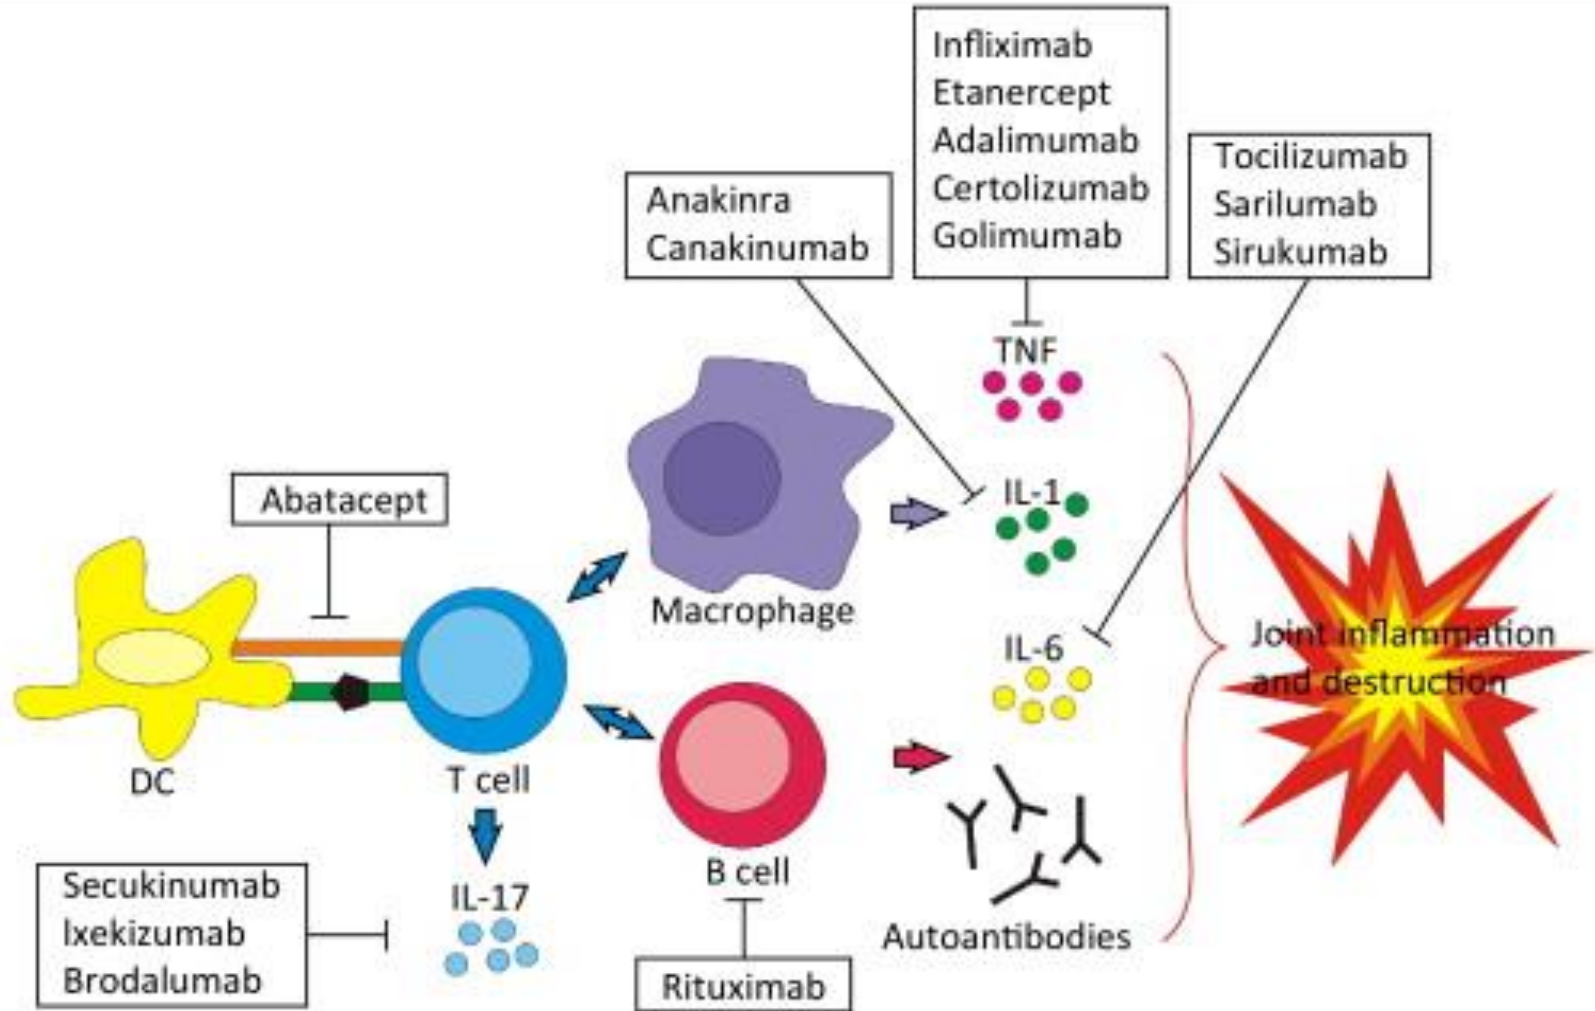 Infliximab
Etanercept
Adalimumab
Certolizumab
Golimumab
Tocilizumab
Sarilumab
Sirukumab
Anakinra
Canakinumab
TNF
IL-1
Abatacept
Macrophage
IL-6
Joint inflammation
and destruction
DC
T cell
B cell
IL-17
Secukinumab
Ixekizumab
Brodalumab
Autoantibodies
Rituximab